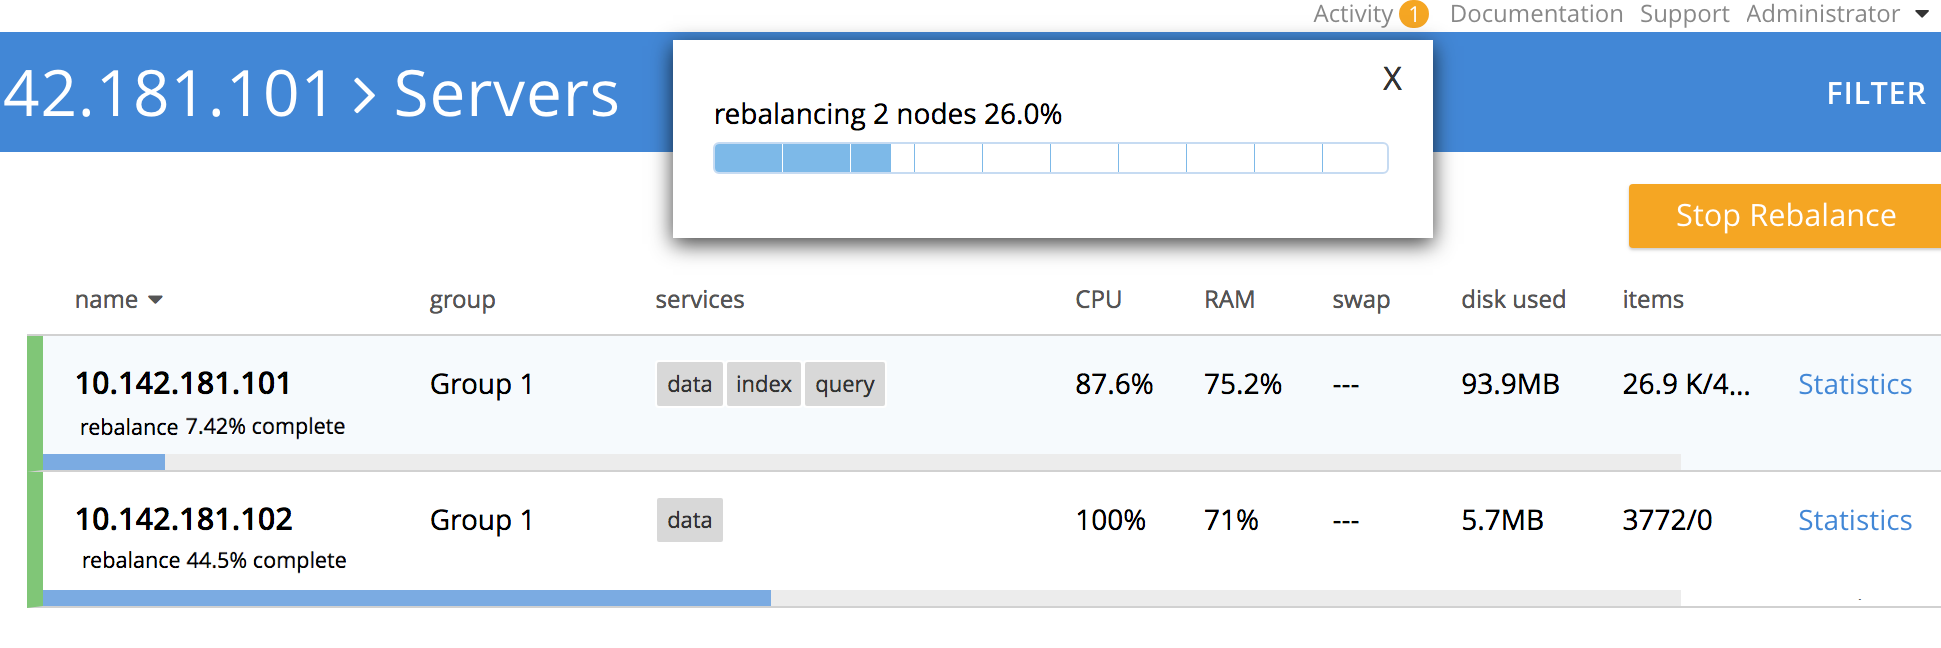 Activity 1 Documentation Support Administrator
42.181.101 > Servers
X
FILTER
rebalancing 2 nodes 26.0%
Stop Rebalance
name group services CPU RAM swap disk used items
10.142.181.101 Group 1 data index query 87.6% 75.2% --- 93.9MB 26.9 K/4... Statistics
rebalance 7.42% complete
10.142.181.102 Group 1 data 100% 71% --- 5.7MB 3772/0 Statistics
rebalance 44.5% complete